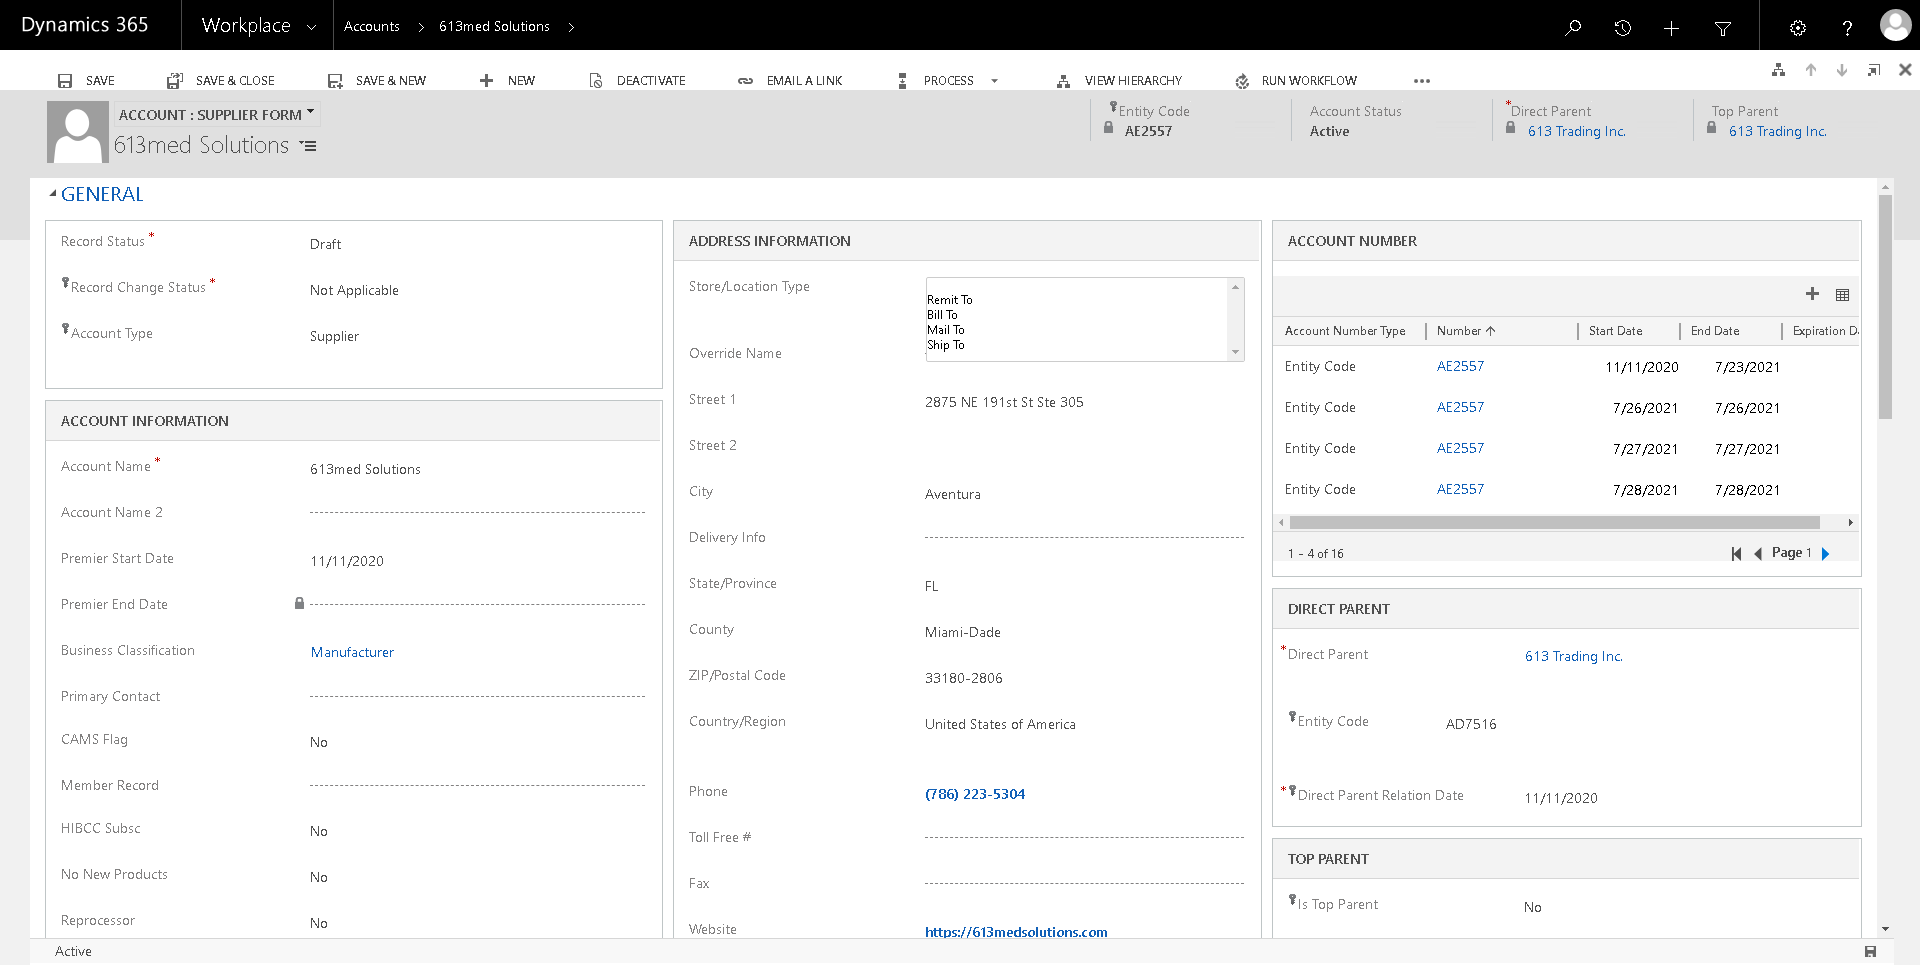 Dynamics 365
Workplace
Accounts
613med Solutions
SAVE
SAVE & CLOSE
SAVE & NEW
NEW
DEACTIVATE
EMAIL A LINK
PROCESS
VIEW HIERARCHY
RUN WORKFLOW
ACCOUNT : SUPPLIER FORM
613med Solutions
Entity Code
AE2557
Account Status
Active
*Direct Parent
613 Trading Inc.
Top Parent
613 Trading Inc.
GENERAL
Record Status *
Draft
Record Change Status *
Not Applicable
Account Type
Supplier
ACCOUNT INFORMATION
Account Name *
613med Solutions
Account Name 2
Premier Start Date
11/11/2020
Premier End Date
Business Classification
Manufacturer
Primary Contact
CAMS Flag
No
Member Record
HIBCC Subsc
No
No New Products
No
Reprocessor
No
ADDRESS INFORMATION
Store/Location Type
Remit To
Bill To
Mail To
Ship To
Override Name
Street 1
2875 NE 191st St Ste 305
Street 2
City
Aventura
Delivery Info
State/Province
FL
County
Miami-Dade
ZIP/Postal Code
33180-2806
Country/Region
United States of America
Phone
(786) 223-5304
Toll Free #
Fax
Website
https://613medsolutions.com
ACCOUNT NUMBER
Account Number Type Number Start Date End Date Expiration D
Entity Code AE2557 11/11/2020 7/23/2021
Entity Code AE2557 7/26/2021 7/26/2021
Entity Code AE2557 7/27/2021 7/27/2021
Entity Code AE2557 7/28/2021 7/28/2021
1 - 4 of 16
Page 1
DIRECT PARENT
*Direct Parent
613 Trading Inc.
Entity Code
AD7516
*Direct Parent Relation Date
11/11/2020
TOP PARENT
Is Top Parent
No
Active